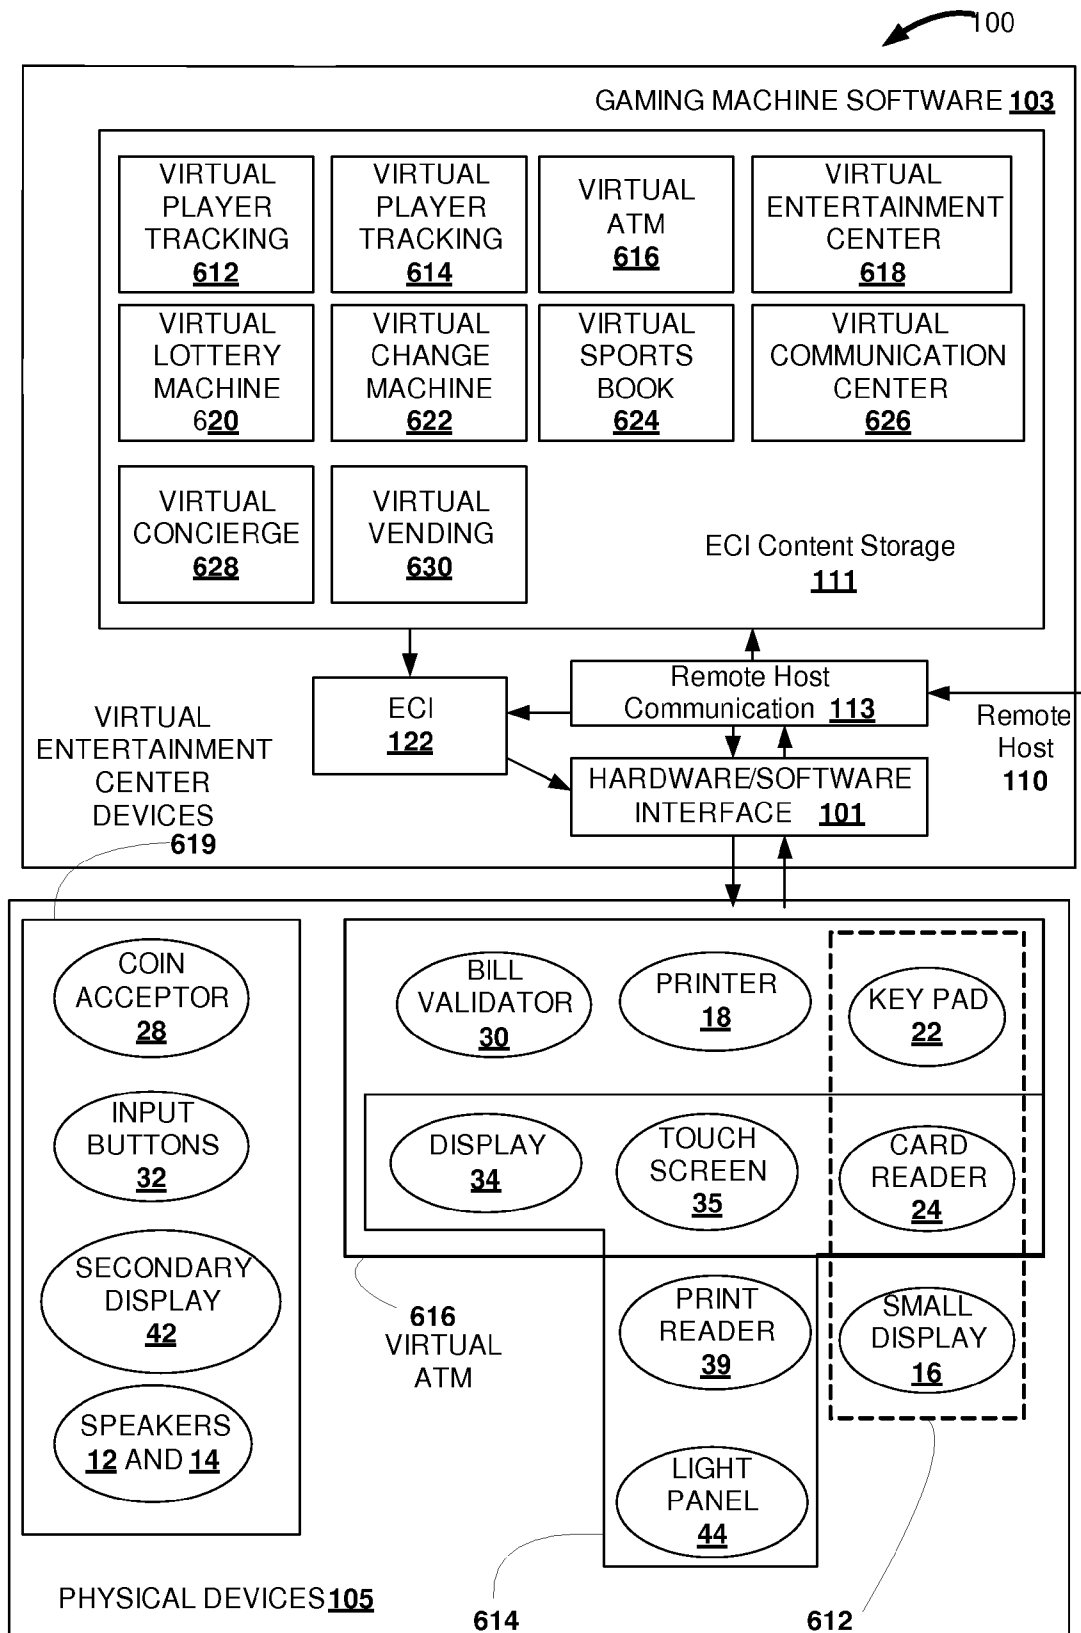 100
GAMING MACHINE SOFTWARE 103
VIRTUAL
PLAYER
TRACKING
612
VIRTUAL
PLAYER
TRACKING
614
VIRTUAL
ATM
616
VIRTUAL
ENTERTAINMENT
CENTER
618
VIRTUAL
LOTTERY
MACHINE
620
VIRTUAL
CHANGE
MACHINE
622
VIRTUAL
SPORTS
BOOK
624
VIRTUAL
COMMUNICATION
CENTER
626
VIRTUAL
CONCIERGE
628
VIRTUAL
VENDING
630
ECI Content Storage
111
ECI
122
Remote Host
Communication 113
Remote
Host
110
HARDWARE/SOFTWARE
INTERFACE 101
VIRTUAL
ENTERTAINMENT
CENTER
DEVICES
619
COIN
ACCEPTOR
28
INPUT
BUTTONS
32
SECONDARY
DISPLAY
42
SPEAKERS
12 AND 14
BILL
VALIDATOR
30
PRINTER
18
KEY PAD
22
DISPLAY
34
TOUCH
SCREEN
35
CARD
READER
24
616
VIRTUAL
ATM
PRINT
READER
39
SMALL
DISPLAY
16
LIGHT
PANEL
44
PHYSICAL DEVICES 105
614
612